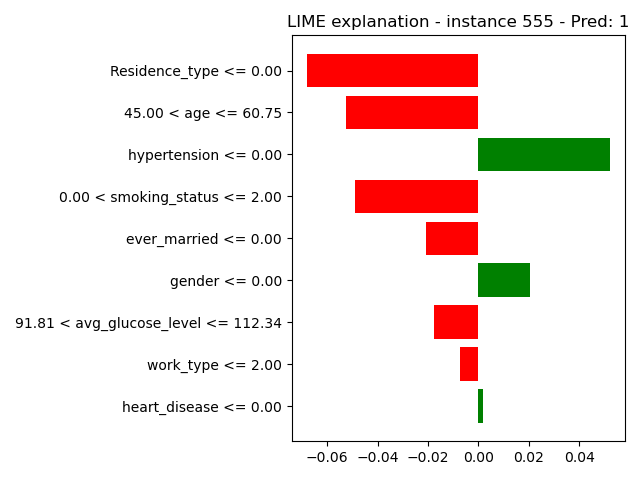 LIME explanation - instance 555 - Pred: 1
Residence_type <= 0.00
45.00 < age <= 60.75
hypertension <= 0.00
0.00 < smoking_status <= 2.00
ever_married <= 0.00
gender <= 0.00
91.81 < avg_glucose_level <= 112.34
work_type <= 2.00
heart_disease <= 0.00
−0.06 −0.04 −0.02 0.00 0.02 0.04